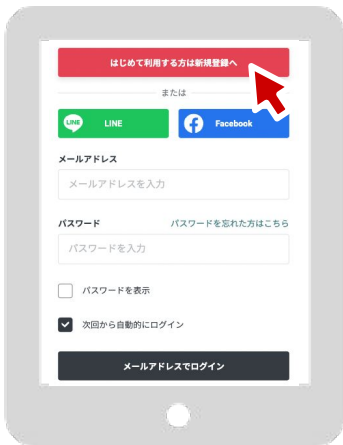 はじめて利用する方は新規登録へ
または
LINE LINE
Facebook
メールアドレス
メールアドレスを入力
パスワード パスワードを忘れた方はこちら
パスワードを入力
パスワードを表示
次回から自動的にログイン
メールアドレスでログイン